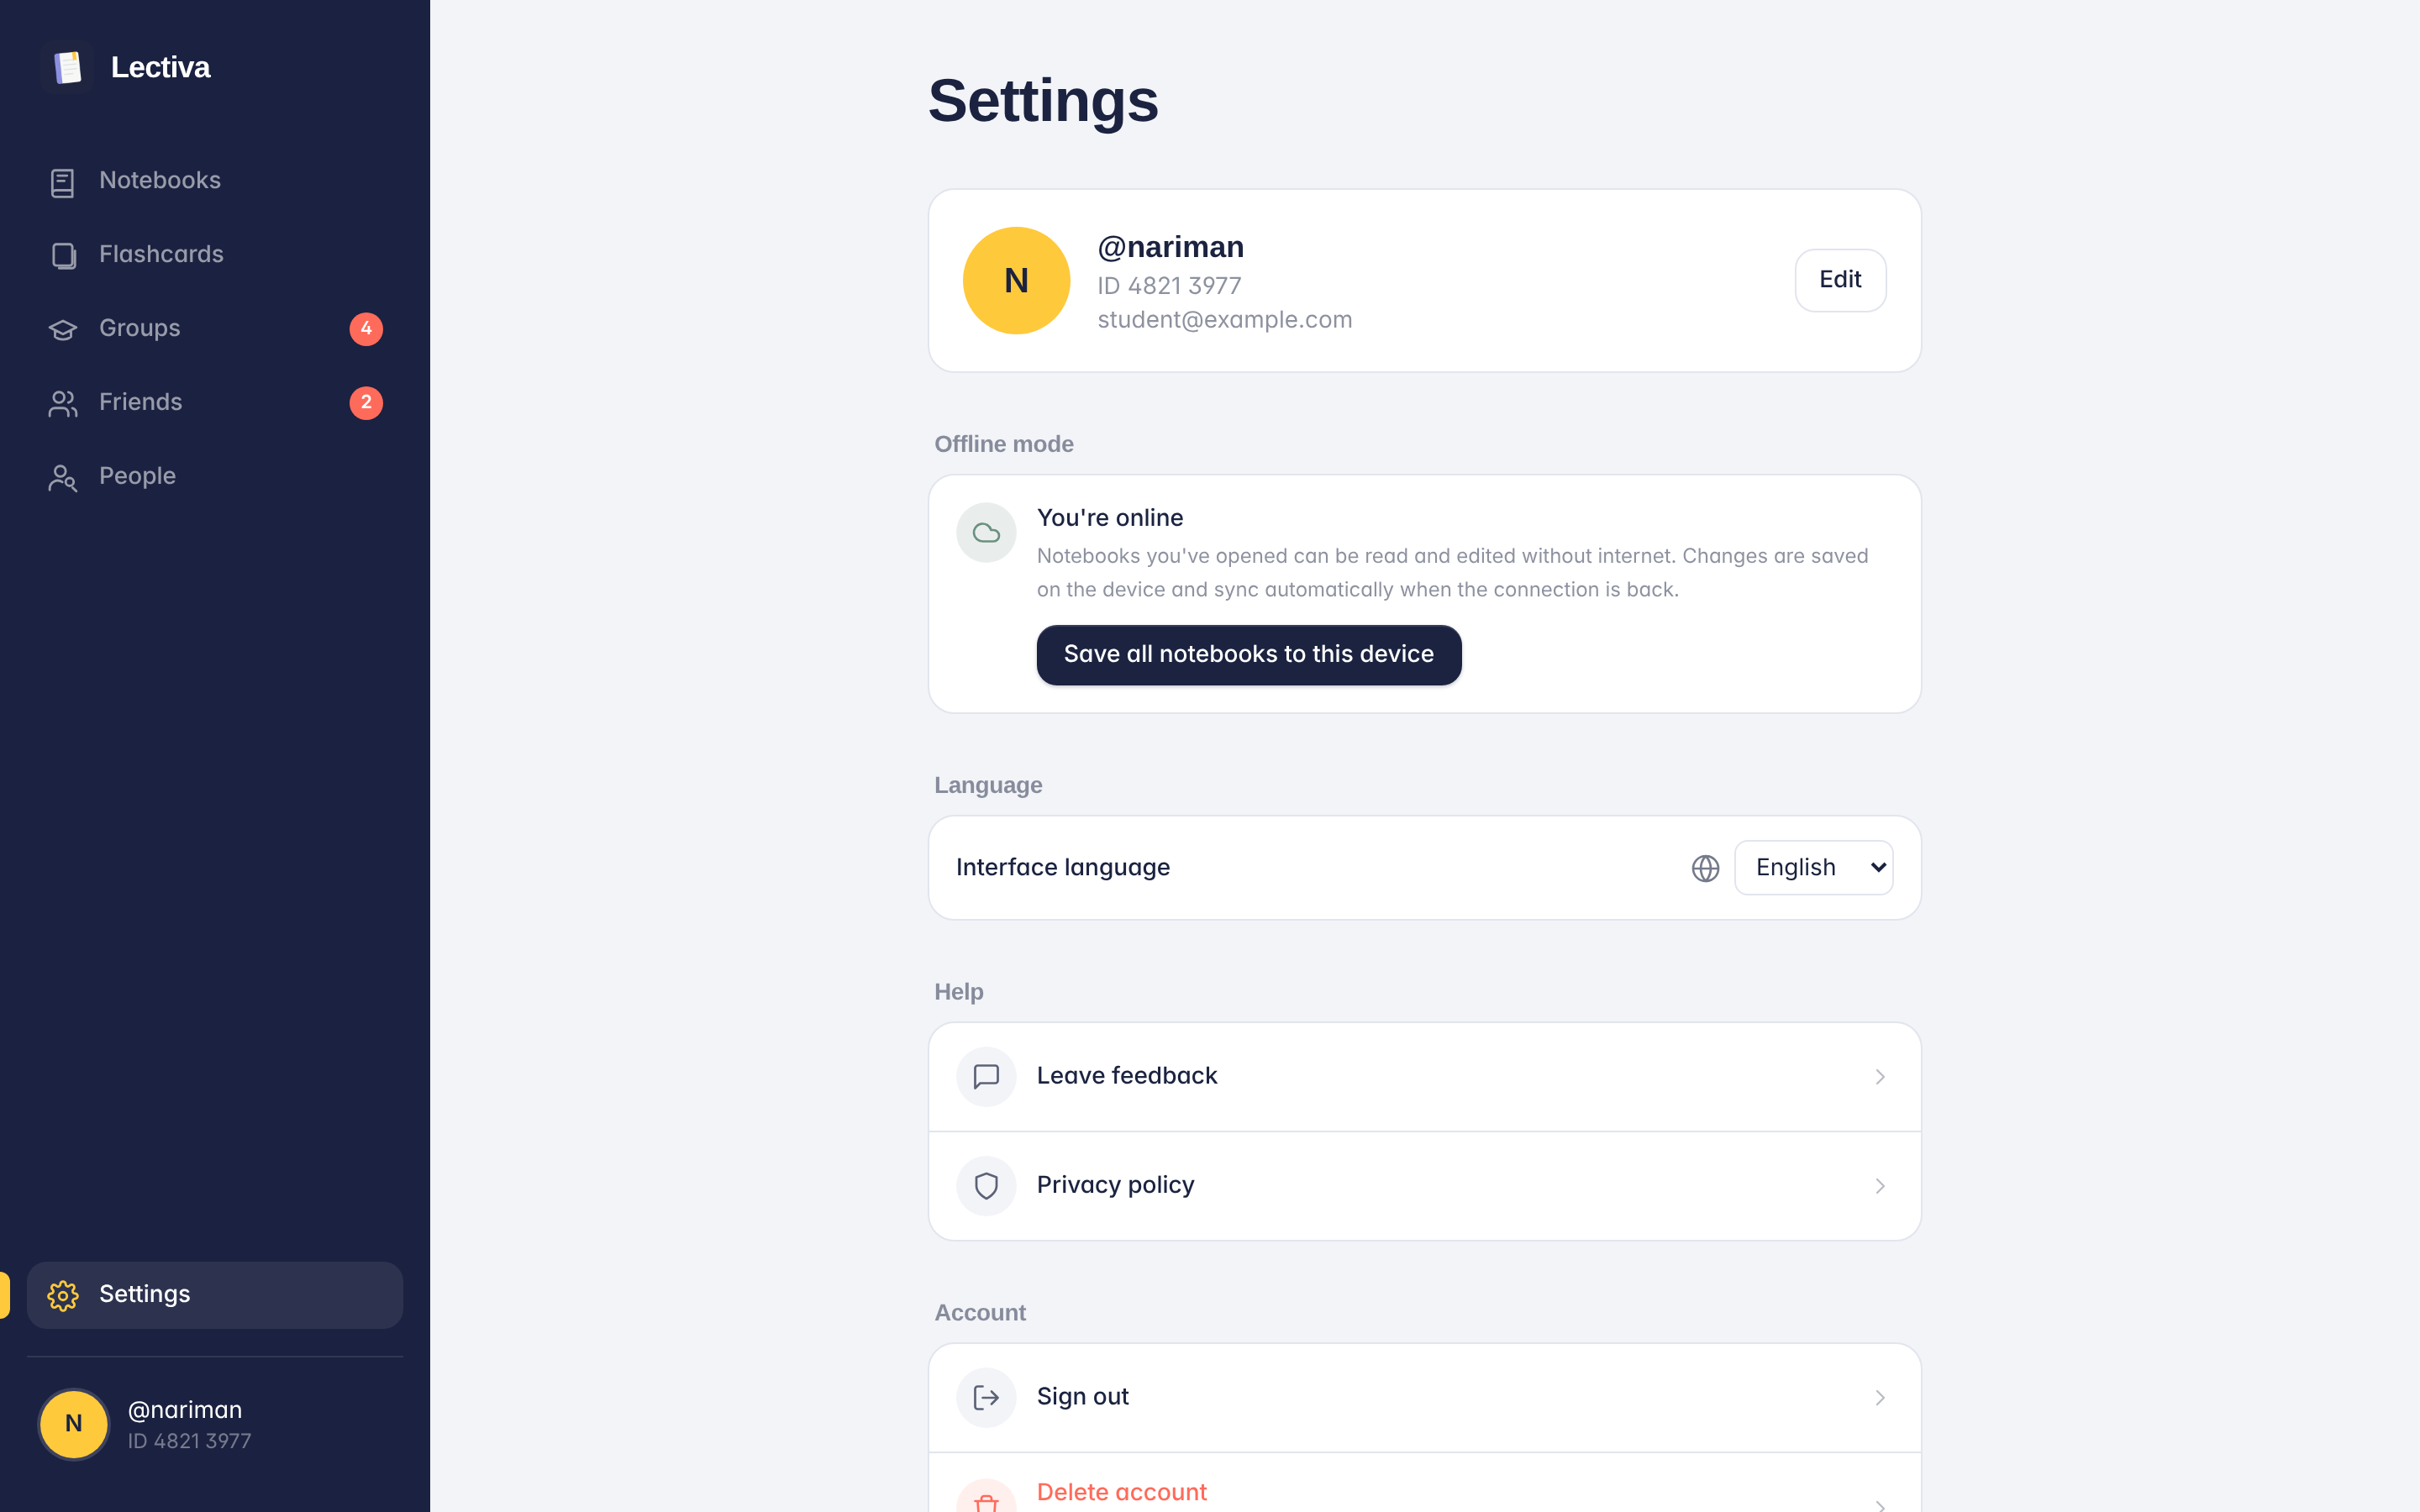 Lectiva
Notebooks
Flashcards
Groups 4
Friends 2
People
Settings
N
@nariman
ID 4821 3977
Settings
N
@nariman
ID 4821 3977
student@example.com
Edit
Offline mode
You're online
Notebooks you've opened can be read and edited without internet. Changes are saved
on the device and sync automatically when the connection is back.
Save all notebooks to this device
Language
Interface language
English
Help
Leave feedback
Privacy policy
Account
Sign out
Delete account